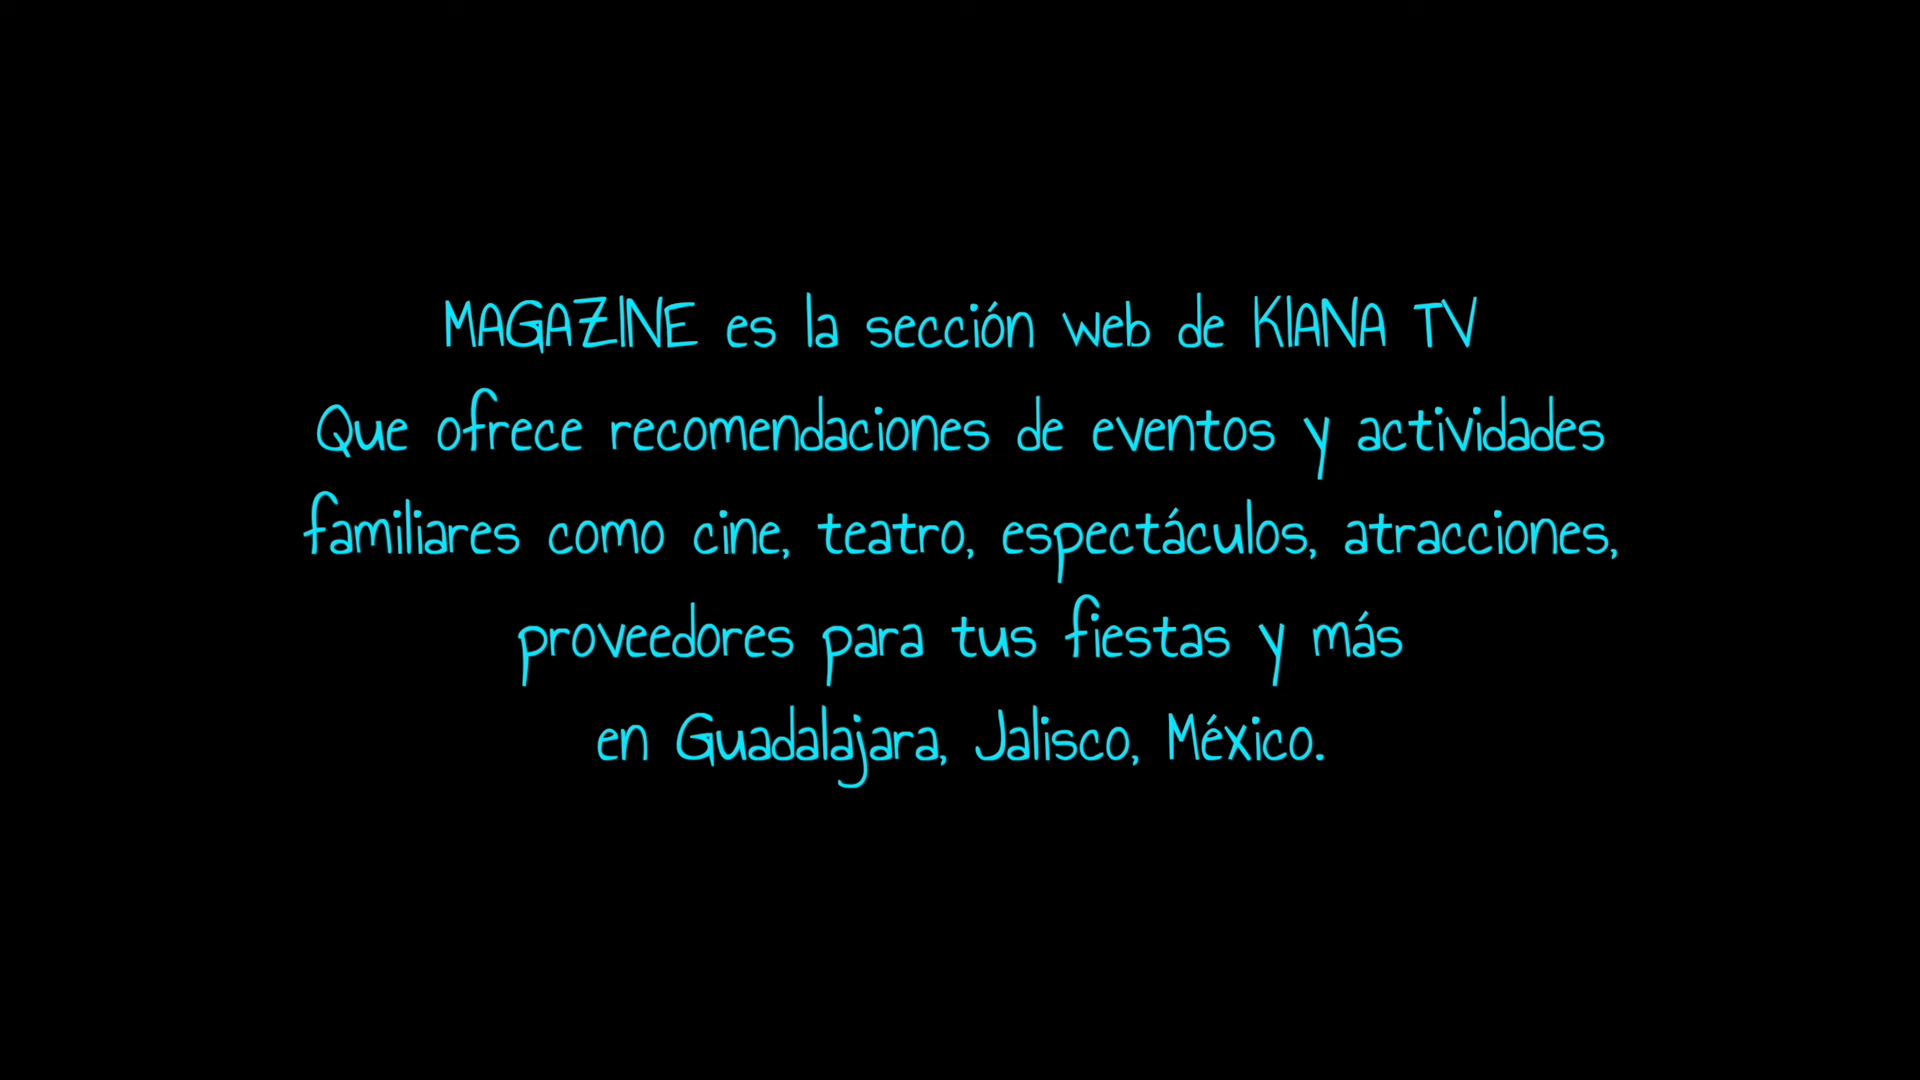 MAGAZINE es la sección web de KIANA TV
Que ofrece recomendaciones de eventos y actividades
familiares como cine, teatro, espectáculos, atracciones,
proveedores para tus fiestas y más
en Guadalajara, Jalisco, México.